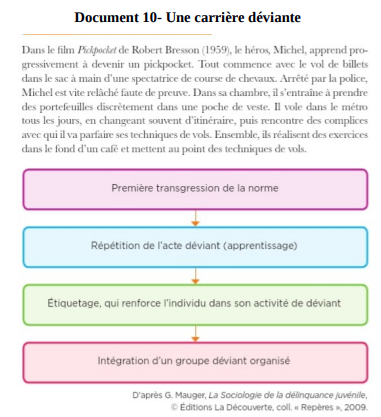 Document 10- Une carrière déviante
Dans le film Pickpocket de Robert Bresson (1959), le héros, Michel, apprend pro-
gressivement à devenir un pickpocket. Tout commence avec le vol de billets
dans le sac à main d'une spectatrice de course de chevaux. Arrêté par la police,
Michel est vite relâché faute de preuve. Dans sa chambre, il s'entraîne à prendre
des portefeuilles discrètement dans une poche de veste. Il vole dans le métro
tous les jours, en changeant souvent d'itinéraire, puis rencontre des complices
avec qui il va parfaire ses techniques de vols. Ensemble, ils réalisent des exercices
dans le fond d'un café et mettent au point des techniques de vols.
Première transgression de la norme
Répétition de l'acte déviant (apprentissage)
Étiquetage, qui renforce l'individu dans son activité de déviant
Intégration d'un groupe déviant organisé
D'après G. Mauger, La Sociologie de la délinquance juvénile,
© Éditions La Découverte, coll. « Repères », 2009.